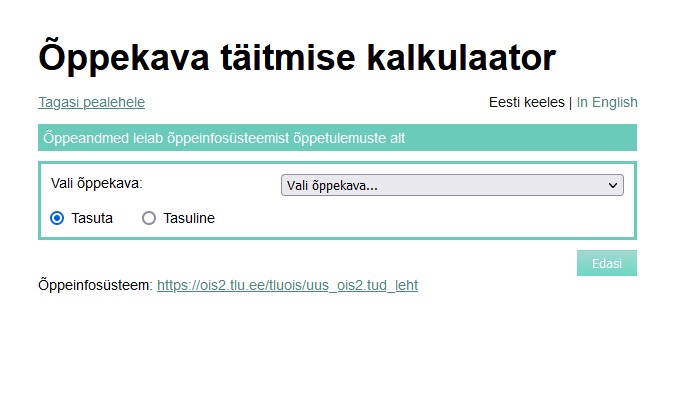 Õppekava täitmise kalkulaator
Tagasi pealehele
Eesti keeles | In English
Õppeandmed leiab õppeinfosüsteemist õppetulemuste alt
Vali õppekava:
Vali õppekava...
Tasuta
Tasuline
Edasi
Õppeinfosüsteem: https://ois2.tlu.ee/tluois/uus_ois2.tud_leht